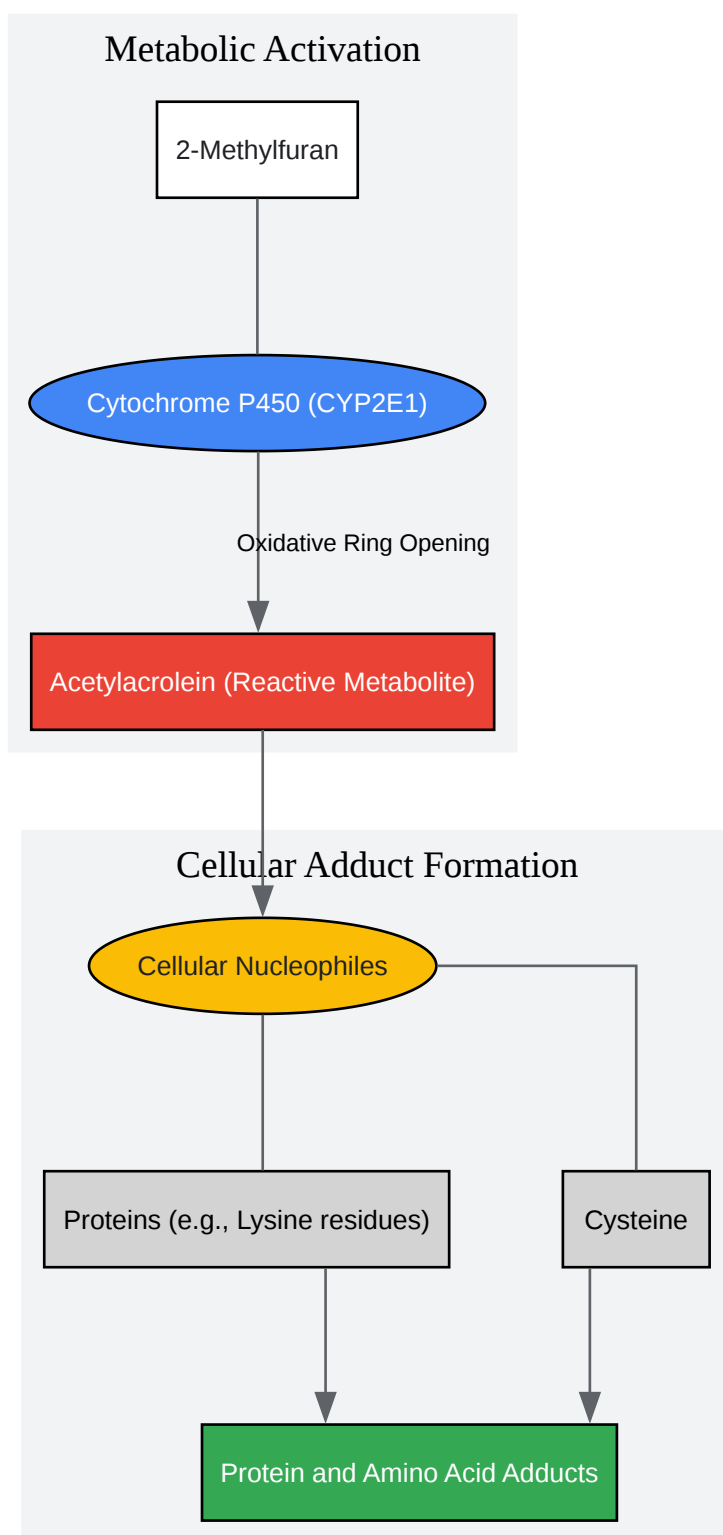 Metabolic Activation
2-Methylfuran
Cytochrome P450 (CYP2E1)
Oxidative Ring Opening
Acetylacrolein (Reactive Metabolite)
Cellular Adduct Formation
Cellular Nucleophiles
Proteins (e.g., Lysine residues)
Cysteine
Protein and Amino Acid Adducts